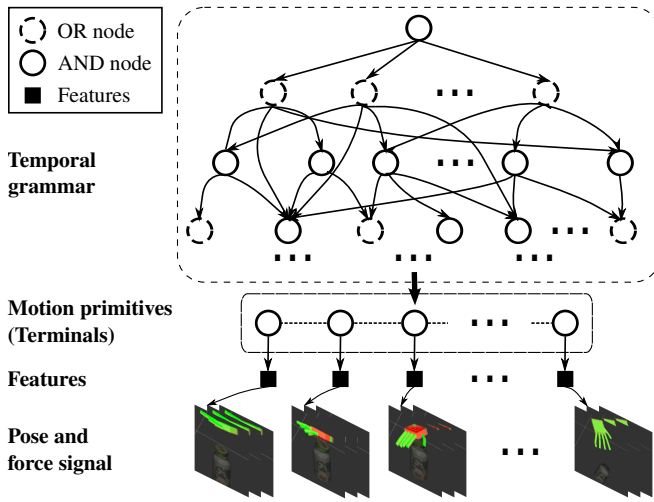 OR node
AND node
Features
Temporal
grammar
Motion primitives
(Terminals)
Features
Pose and
force signal